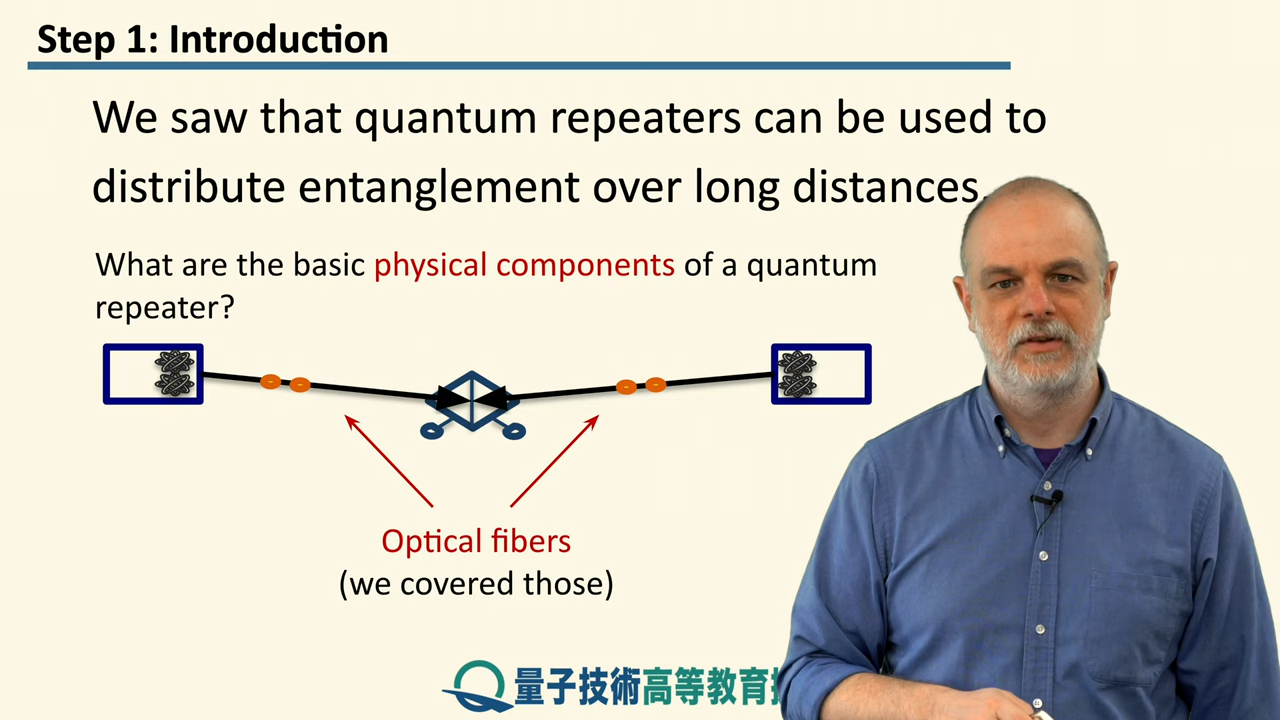 Step 1: Introduction
We saw that quantum repeaters can be used to
distribute entanglement over long distances.
What are the basic physical components of a quantum
repeater?
Optical fibers
(we covered those)
量子技術高等教育